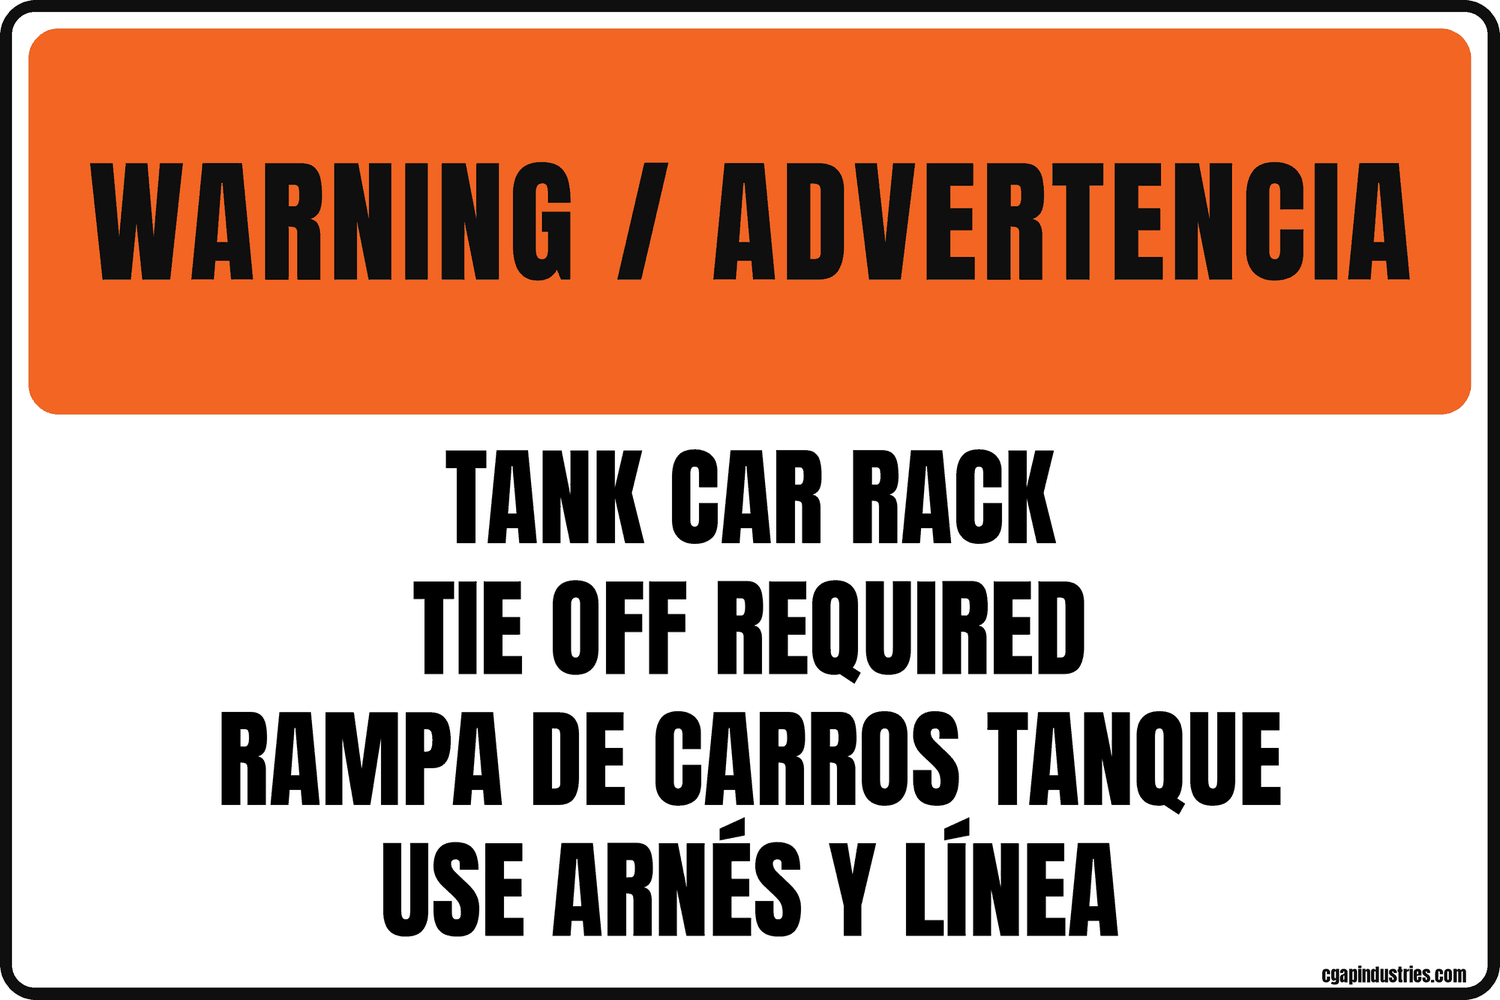 WARNING / ADVERTENCIA
TANK CAR RACK
TIE OFF REQUIRED
RAMPA DE CARROS TANQUE
USE ARNÉS Y LÍNEA
cgapindustries.com